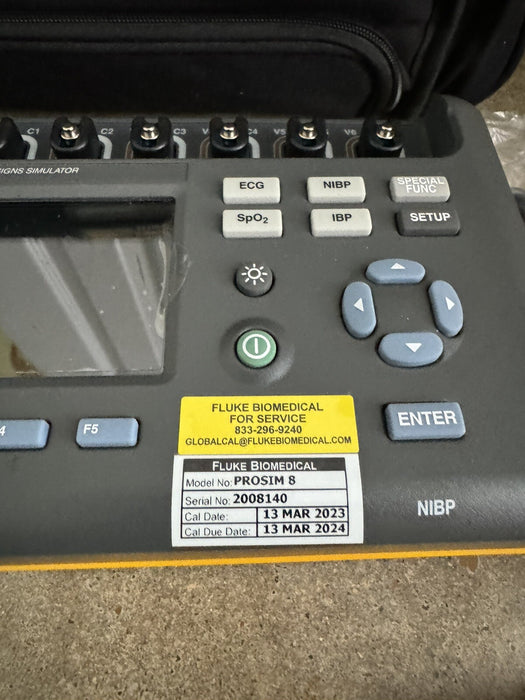 C1 C2 C3 C4 V5 V6
IGNS SIMULATOR
ECG NIBP SPECIAL FUNC
SpO2 IBP SETUP
4 F5 ENTER
FLUKE BIOMEDICAL
FOR SERVICE
833-296-9240
GLOBALCAL@FLUKEBIOMEDICAL.COM
FLUKE BIOMEDICAL
Model No: PROSIM 8
Serial No: 2008140
Cal Date: 13 MAR 2023
Cal Due Date: 13 MAR 2024
NIBP